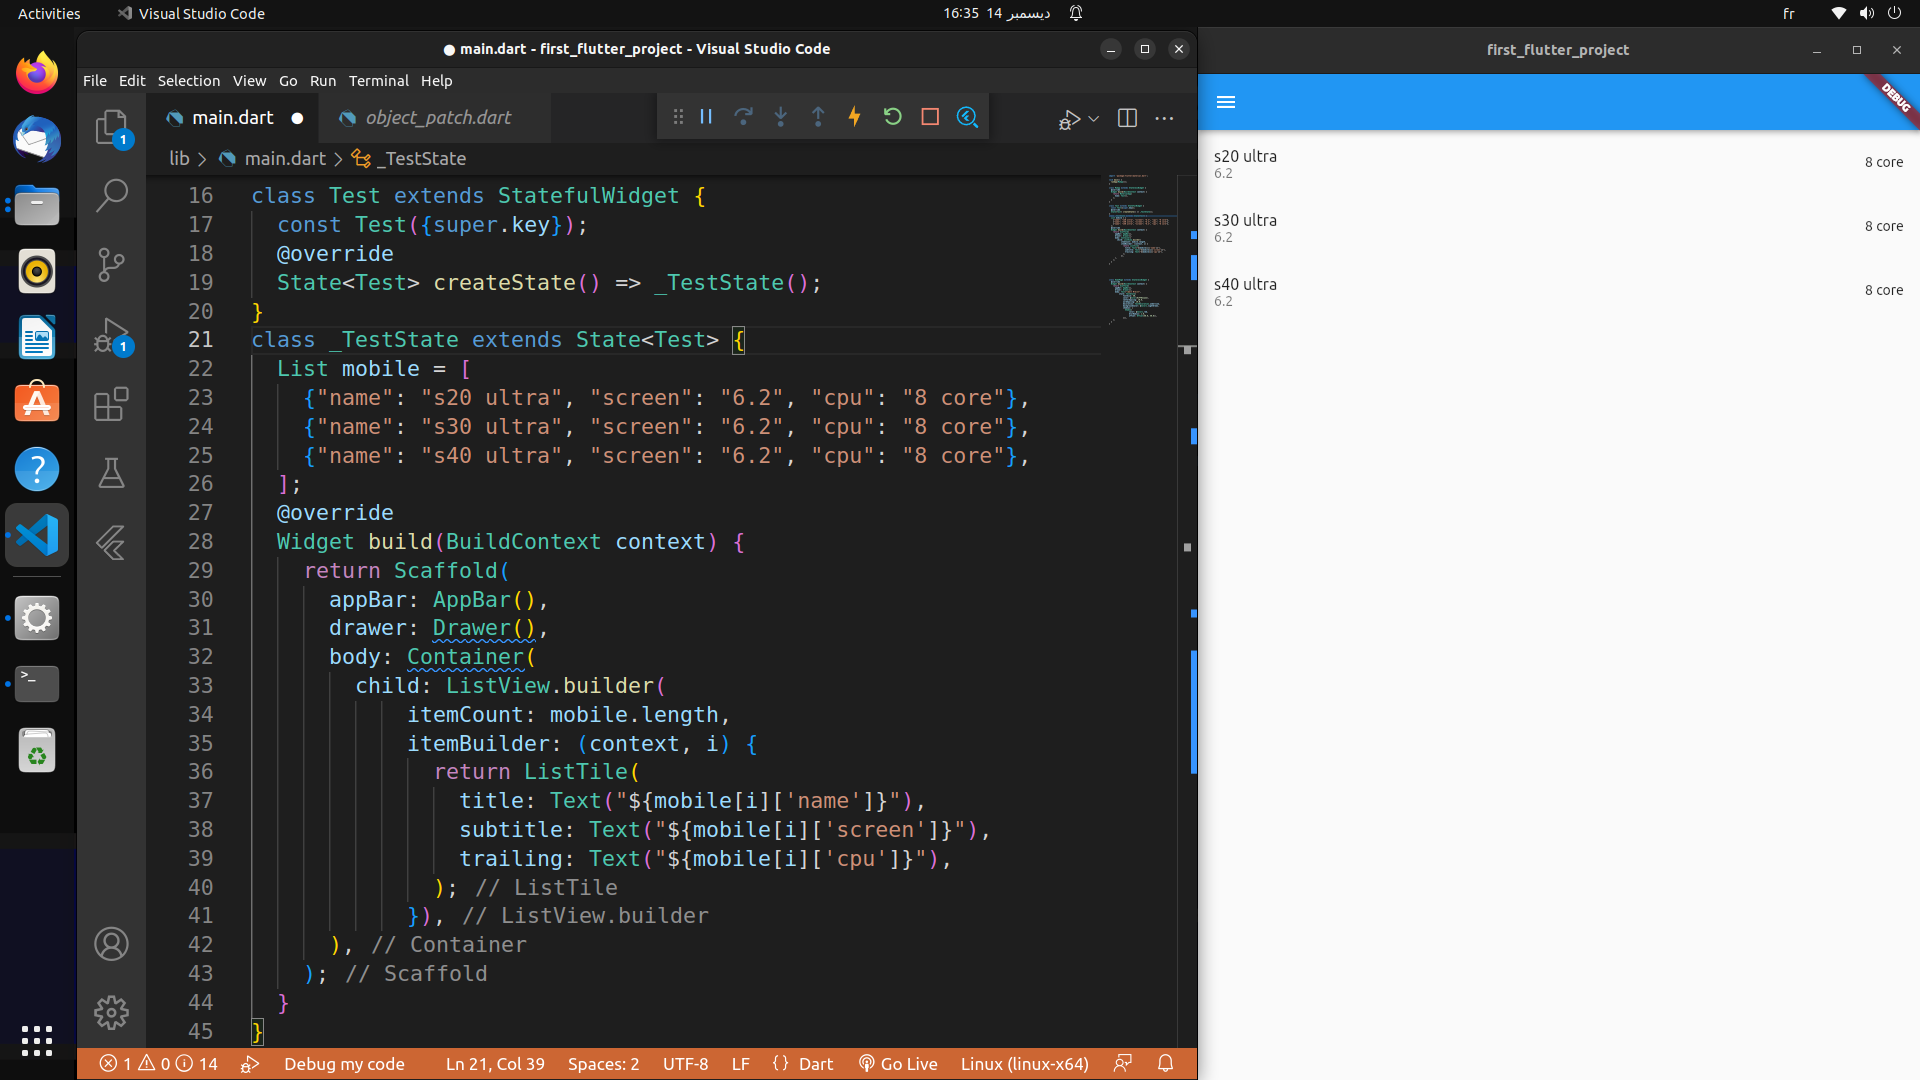 Activities
Visual Studio Code
16:35 14 ديسمبر
fr
main.dart - first_flutter_project - Visual Studio Code
File Edit Selection View Go Run Terminal Help
main.dart
object_patch.dart
lib > main.dart > _TestState
1
1
16 class Test extends StatefulWidget {
17 const Test({super.key});
18 @override
19 State<Test> createState() => _TestState();
20 }
21 class _TestState extends State<Test> {
22 List mobile = [
23 {"name": "s20 ultra", "screen": "6.2", "cpu": "8 core"},
24 {"name": "s30 ultra", "screen": "6.2", "cpu": "8 core"},
25 {"name": "s40 ultra", "screen": "6.2", "cpu": "8 core"},
26 ];
27 @override
28 Widget build(BuildContext context) {
29 return Scaffold(
30 appBar: AppBar(),
31 drawer: Drawer(),
32 body: Container(
33 child: ListView.builder(
34 itemCount: mobile.length,
35 itemBuilder: (context, i) {
36 return ListTile(
37 title: Text("${mobile[i]['name']}"),
38 subtitle: Text("${mobile[i]['screen']}"),
39 trailing: Text("${mobile[i]['cpu']}"),
40 ); // ListTile
41 }), // ListView.builder
42 ), // Container
43 ); // Scaffold
44 }
45 }
1 0 14 Debug my code Ln 21, Col 39 Spaces: 2 UTF-8 LF {} Dart Go Live Linux (linux-x64)
first_flutter_project
DEBUG
s20 ultra
6.2
8 core
s30 ultra
6.2
8 core
s40 ultra
6.2
8 core